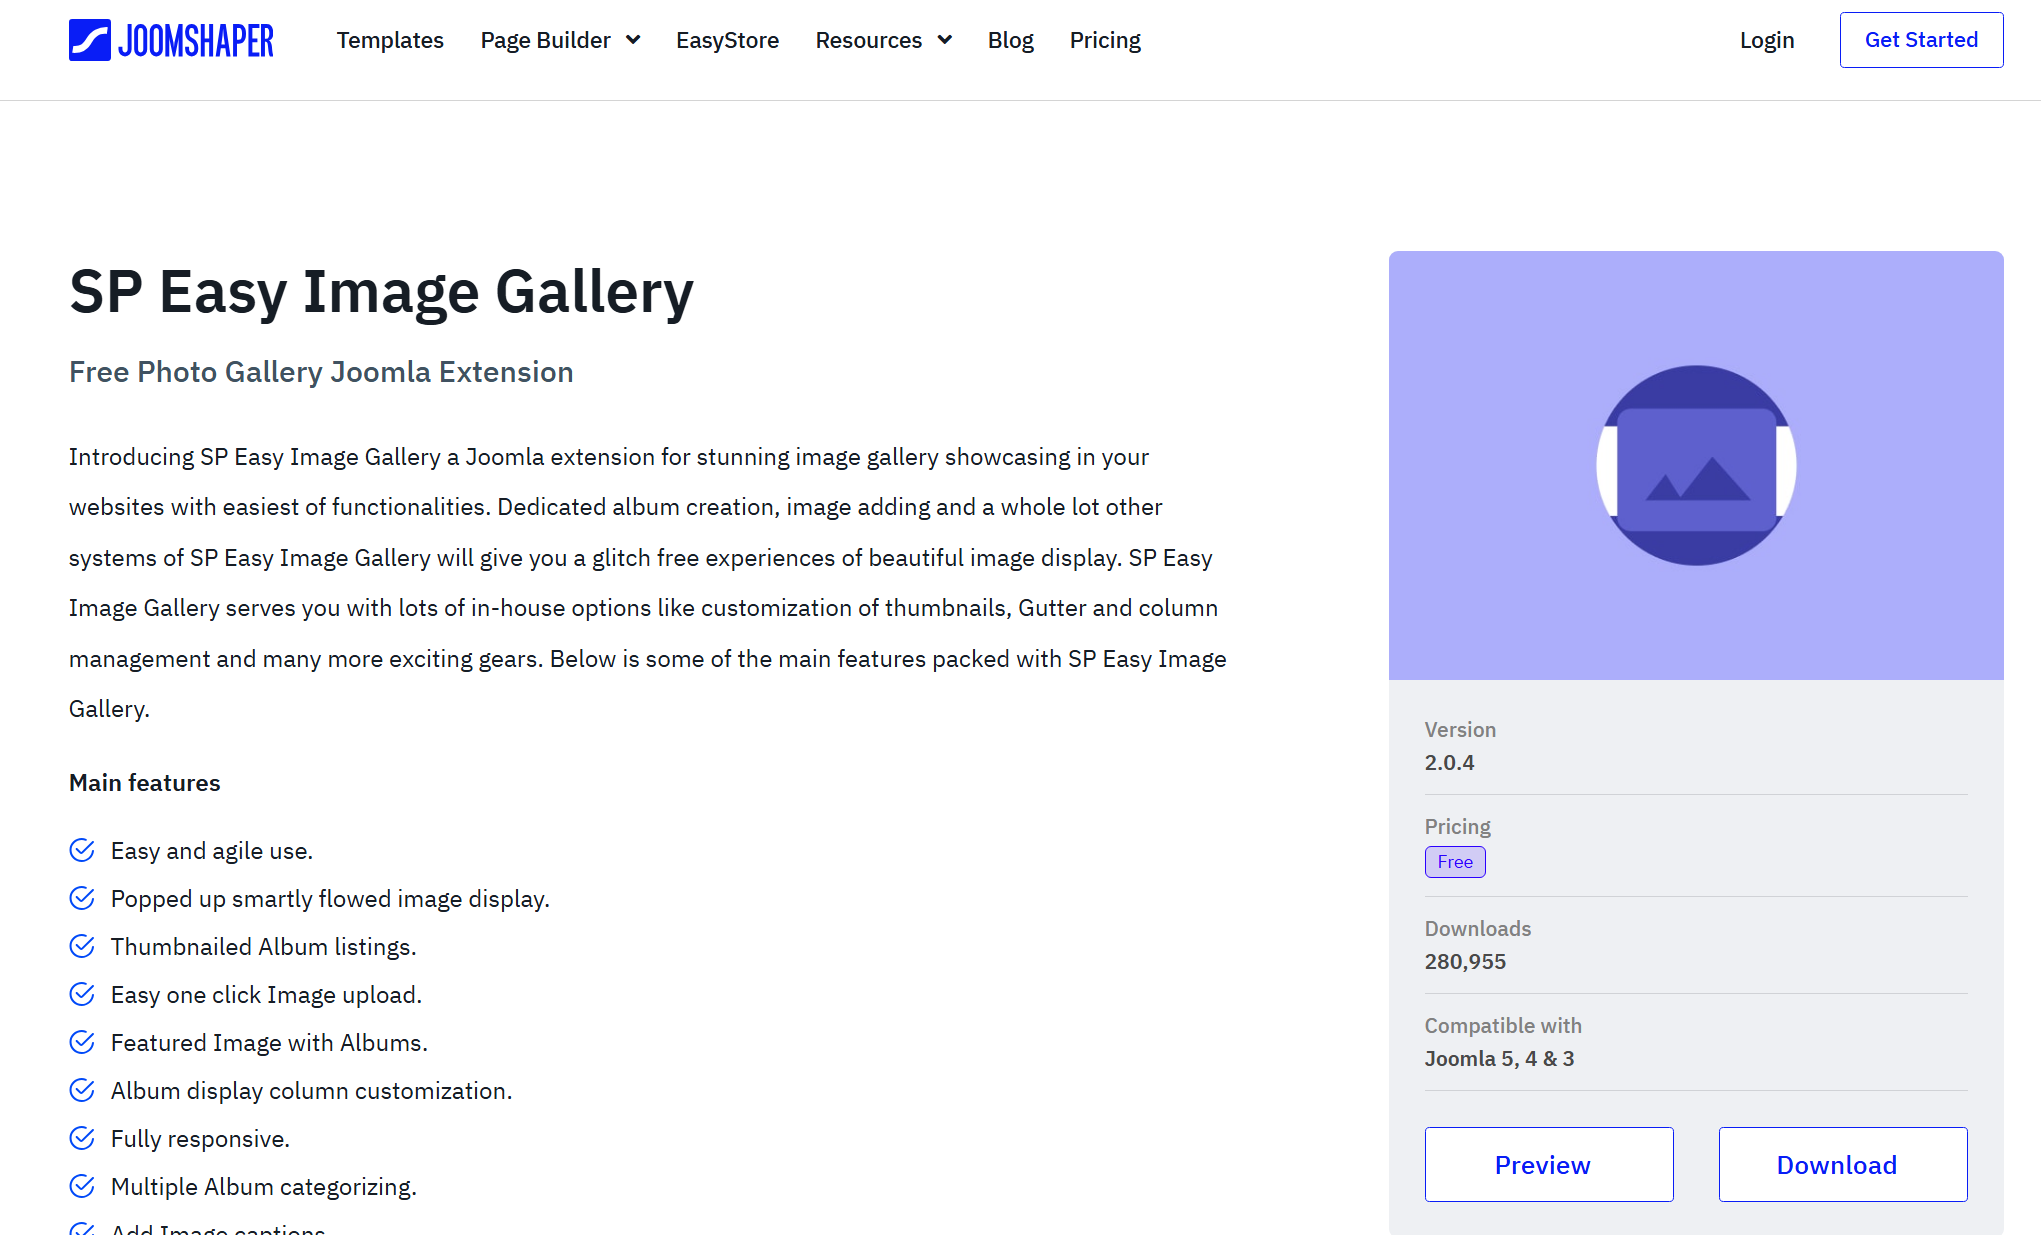 JOOMSHAPER
Templates
Page Builder
EasyStore
Resources
Blog
Pricing
Login
Get Started
SP Easy Image Gallery
Free Photo Gallery Joomla Extension
Introducing SP Easy Image Gallery a Joomla extension for stunning image gallery showcasing in your
websites with easiest of functionalities. Dedicated album creation, image adding and a whole lot other
systems of SP Easy Image Gallery will give you a glitch free experiences of beautiful image display. SP Easy
Image Gallery serves you with lots of in-house options like customization of thumbnails, Gutter and column
management and many more exciting gears. Below is some of the main features packed with SP Easy Image
Gallery.
Main features
Easy and agile use.
Popped up smartly flowed image display.
Thumbnailed Album listings.
Easy one click Image upload.
Featured Image with Albums.
Album display column customization.
Fully responsive.
Multiple Album categorizing.
Add Image captions
Version
2.0.4
Pricing
Free
Downloads
280,955
Compatible with
Joomla 5, 4 & 3
Preview
Download